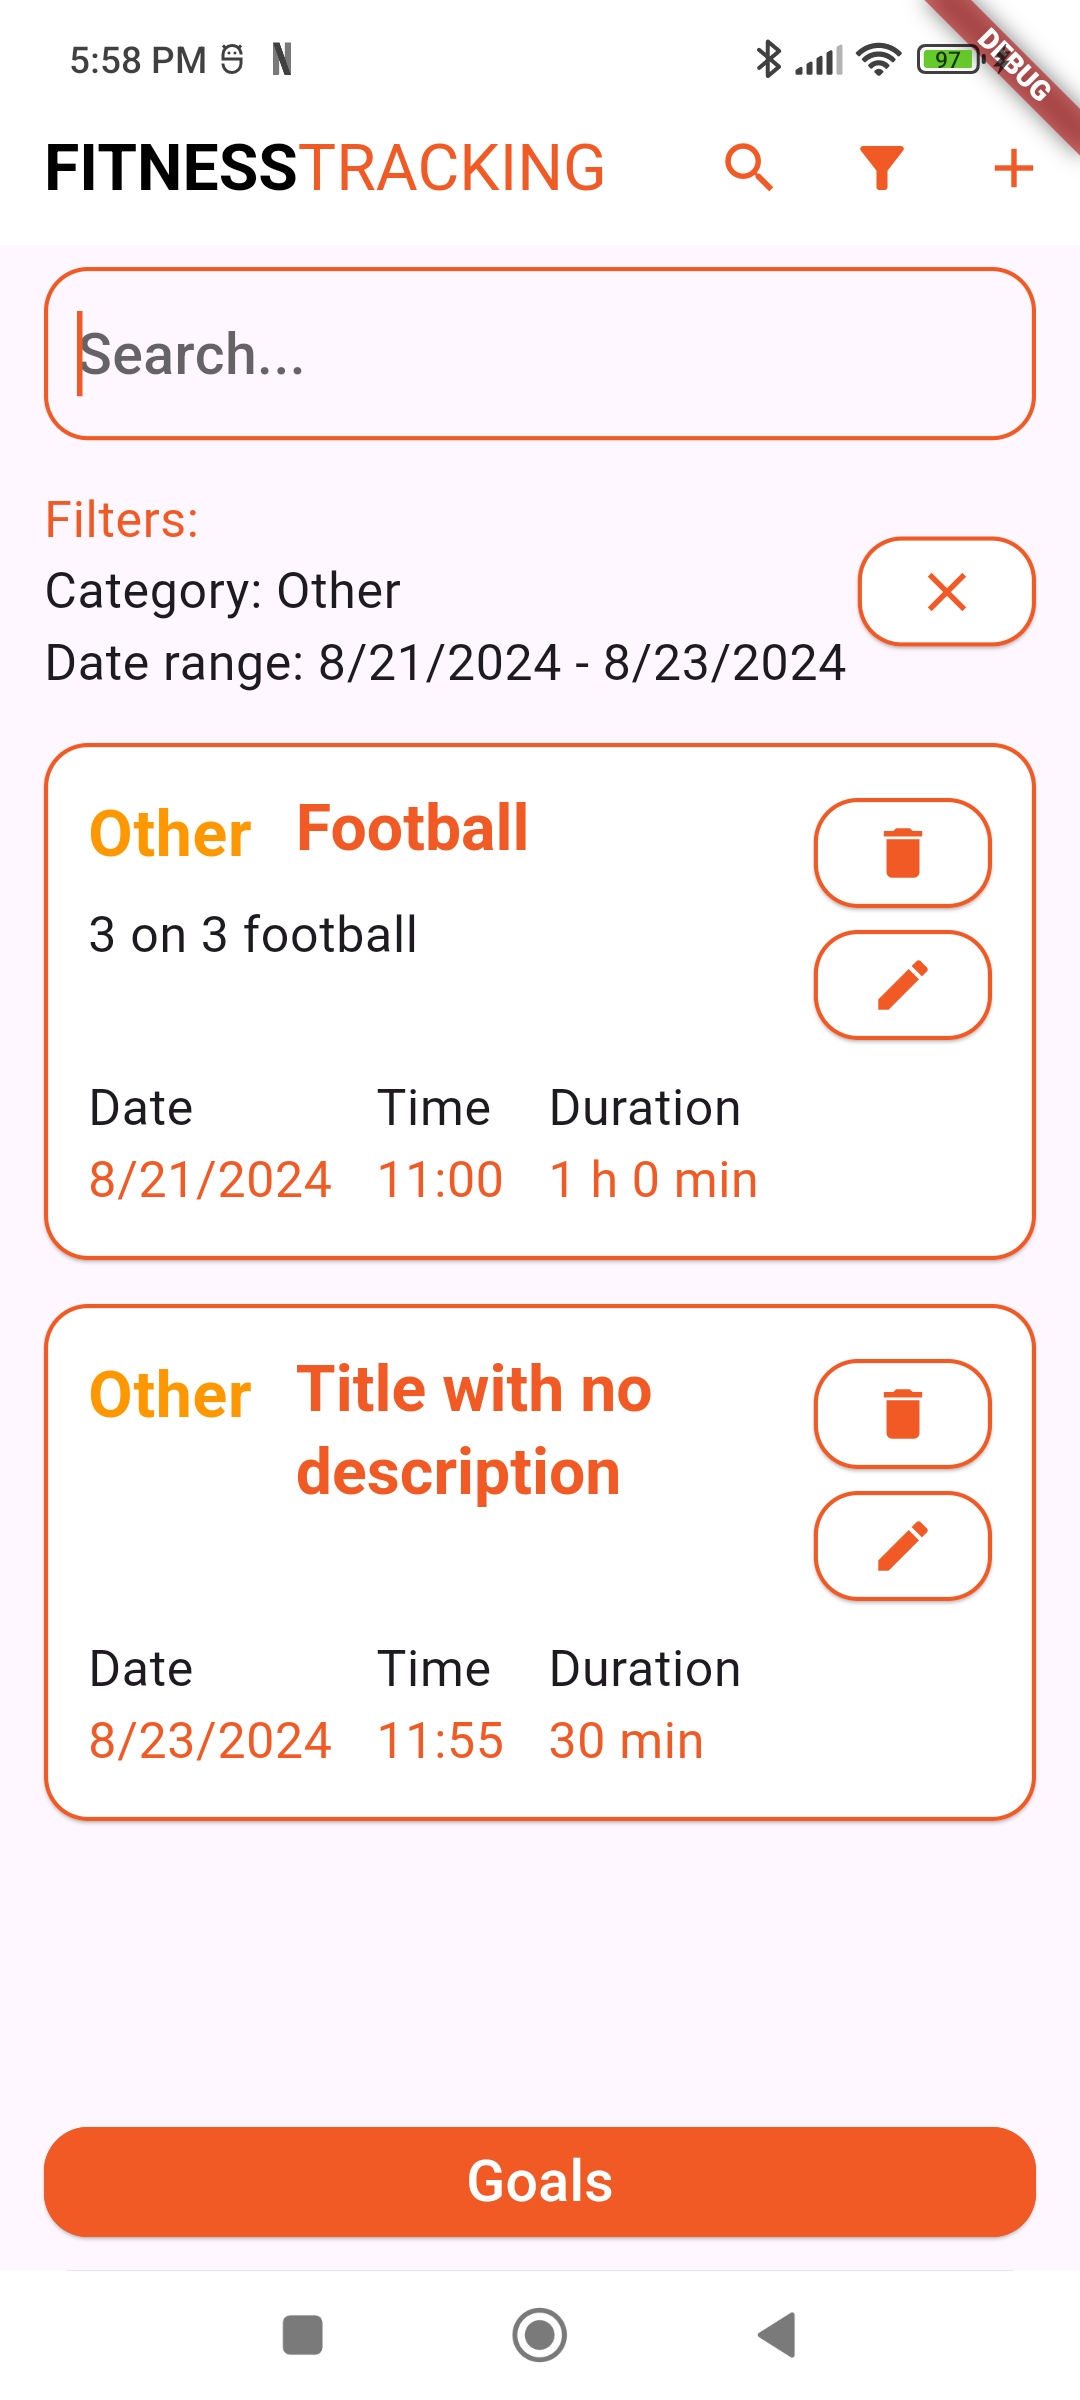 5:58 PM
97
DEBUG
FITNESSTRACKING
Search...
Filters:
Category: Other
Date range: 8/21/2024 - 8/23/2024
Other Football
3 on 3 football
Date Time Duration
8/21/2024 11:00 1 h 0 min
Other Title with no
description
Date Time Duration
8/23/2024 11:55 30 min
Goals